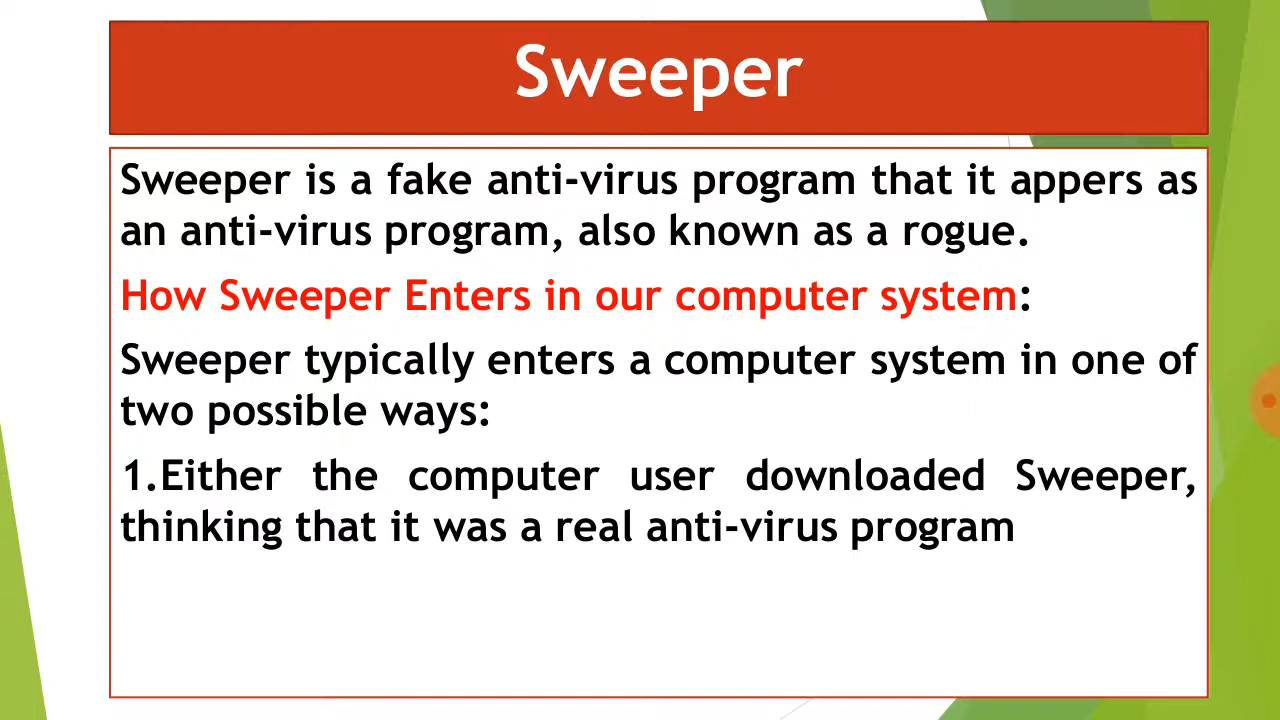 Sweeper
Sweeper is a fake anti-virus program that it appers as
an anti-virus program, also known as a rogue.
How Sweeper Enters in our computer system:
Sweeper typically enters a computer system in one of
two possible ways:
1.Either the computer user downloaded Sweeper,
thinking that it was a real anti-virus program